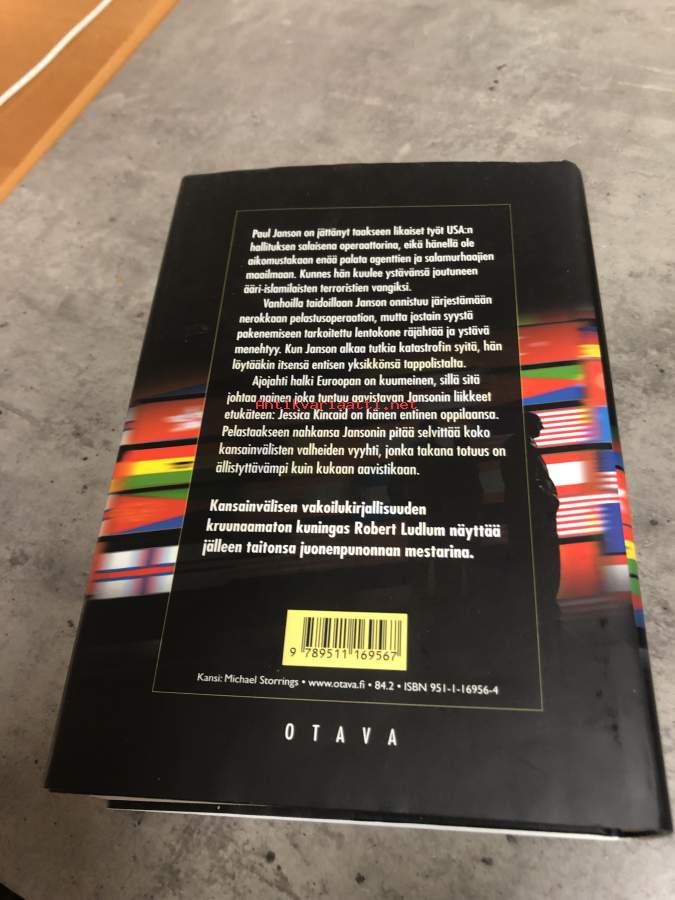 Paul Janson on jättänyt taakseen likaiset työt USA:n
hallituksen salaisena operaattorina, eikä hänellä ole
aikomustakaan enää palata agenttien ja salamurhaajien
maailmaan. Kunnes hän kuulee ystävänsä joutuneen
ääri-islamilaisten terroristien vangiksi.
Vanhoilla taidoillaan Janson onnistuu järjestämään
nerokkaan pelastusoperaation, mutta jostain syystä
pakenemiseen tarkoitettu lentokone räjähtää ja ystävä
menehtyy. Kun Janson alkaa tutkia katastrofin syitä, hän
löytääkin itsensä entisen yksikkönsä tappolistalta.
Ajojahti halki Euroopan on kuumeinen, sillä sitä
johtaa nainen joka tuntuu aavistavan Jansonin liikkeet
Antikvariaatti.net
etukäteen: Jessica Kincaid on hänen entinen oppilaansa.
Pelastaakseen nahkansa Jansonin pitää selvittää koko
kansainvälisten valheiden vyyhti, jonka takana totuus on
ällistyttävämpi kuin kukaan aavistikaan.
Kansainvälisen vakoilukirjallisuuden
kruunaamaton kuningas Robert Ludlum näyttää
jälleen taitonsa juonenpunonnan mestarina.
9 789511 169567
Kansi: Michael Storrings • www.otava.fi • 84.2 • ISBN 951-1-16956-4
OTAVA